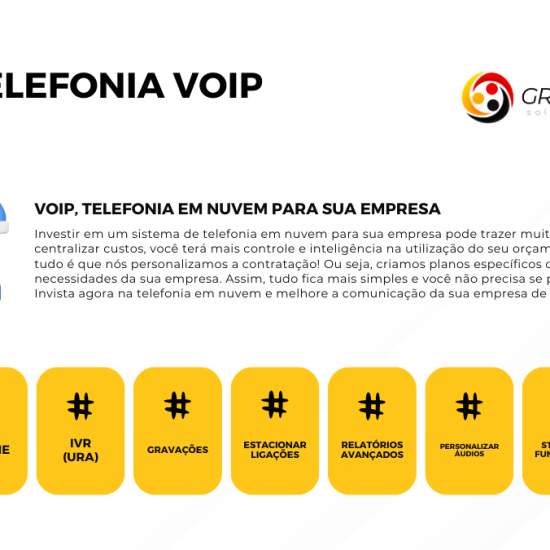 ELEFONIA VOIP
GR
sol
VOIP, TELEFONIA EM NUVEM PARA SUA EMPRESA
Investir em um sistema de telefonia em nuvem para sua empresa pode trazer muit
centralizar custos, você terá mais controle e inteligência na utilização do seu orçam
tudo é que nós personalizamos a contratação! Ou seja, criamos planos específicos
necessidades da sua empresa. Assim, tudo fica mais simples e você não precisa se p
Invista agora na telefonia em nuvem e melhore a comunicação da sua empresa de
# # # # #
IVR
(URA)
GRAVAÇÕES
ESTACIONAR
LIGAÇÕES
RELATÓRIOS
AVANÇADOS
PERSONALIZAR
ÁUDIOS
ST
FUN